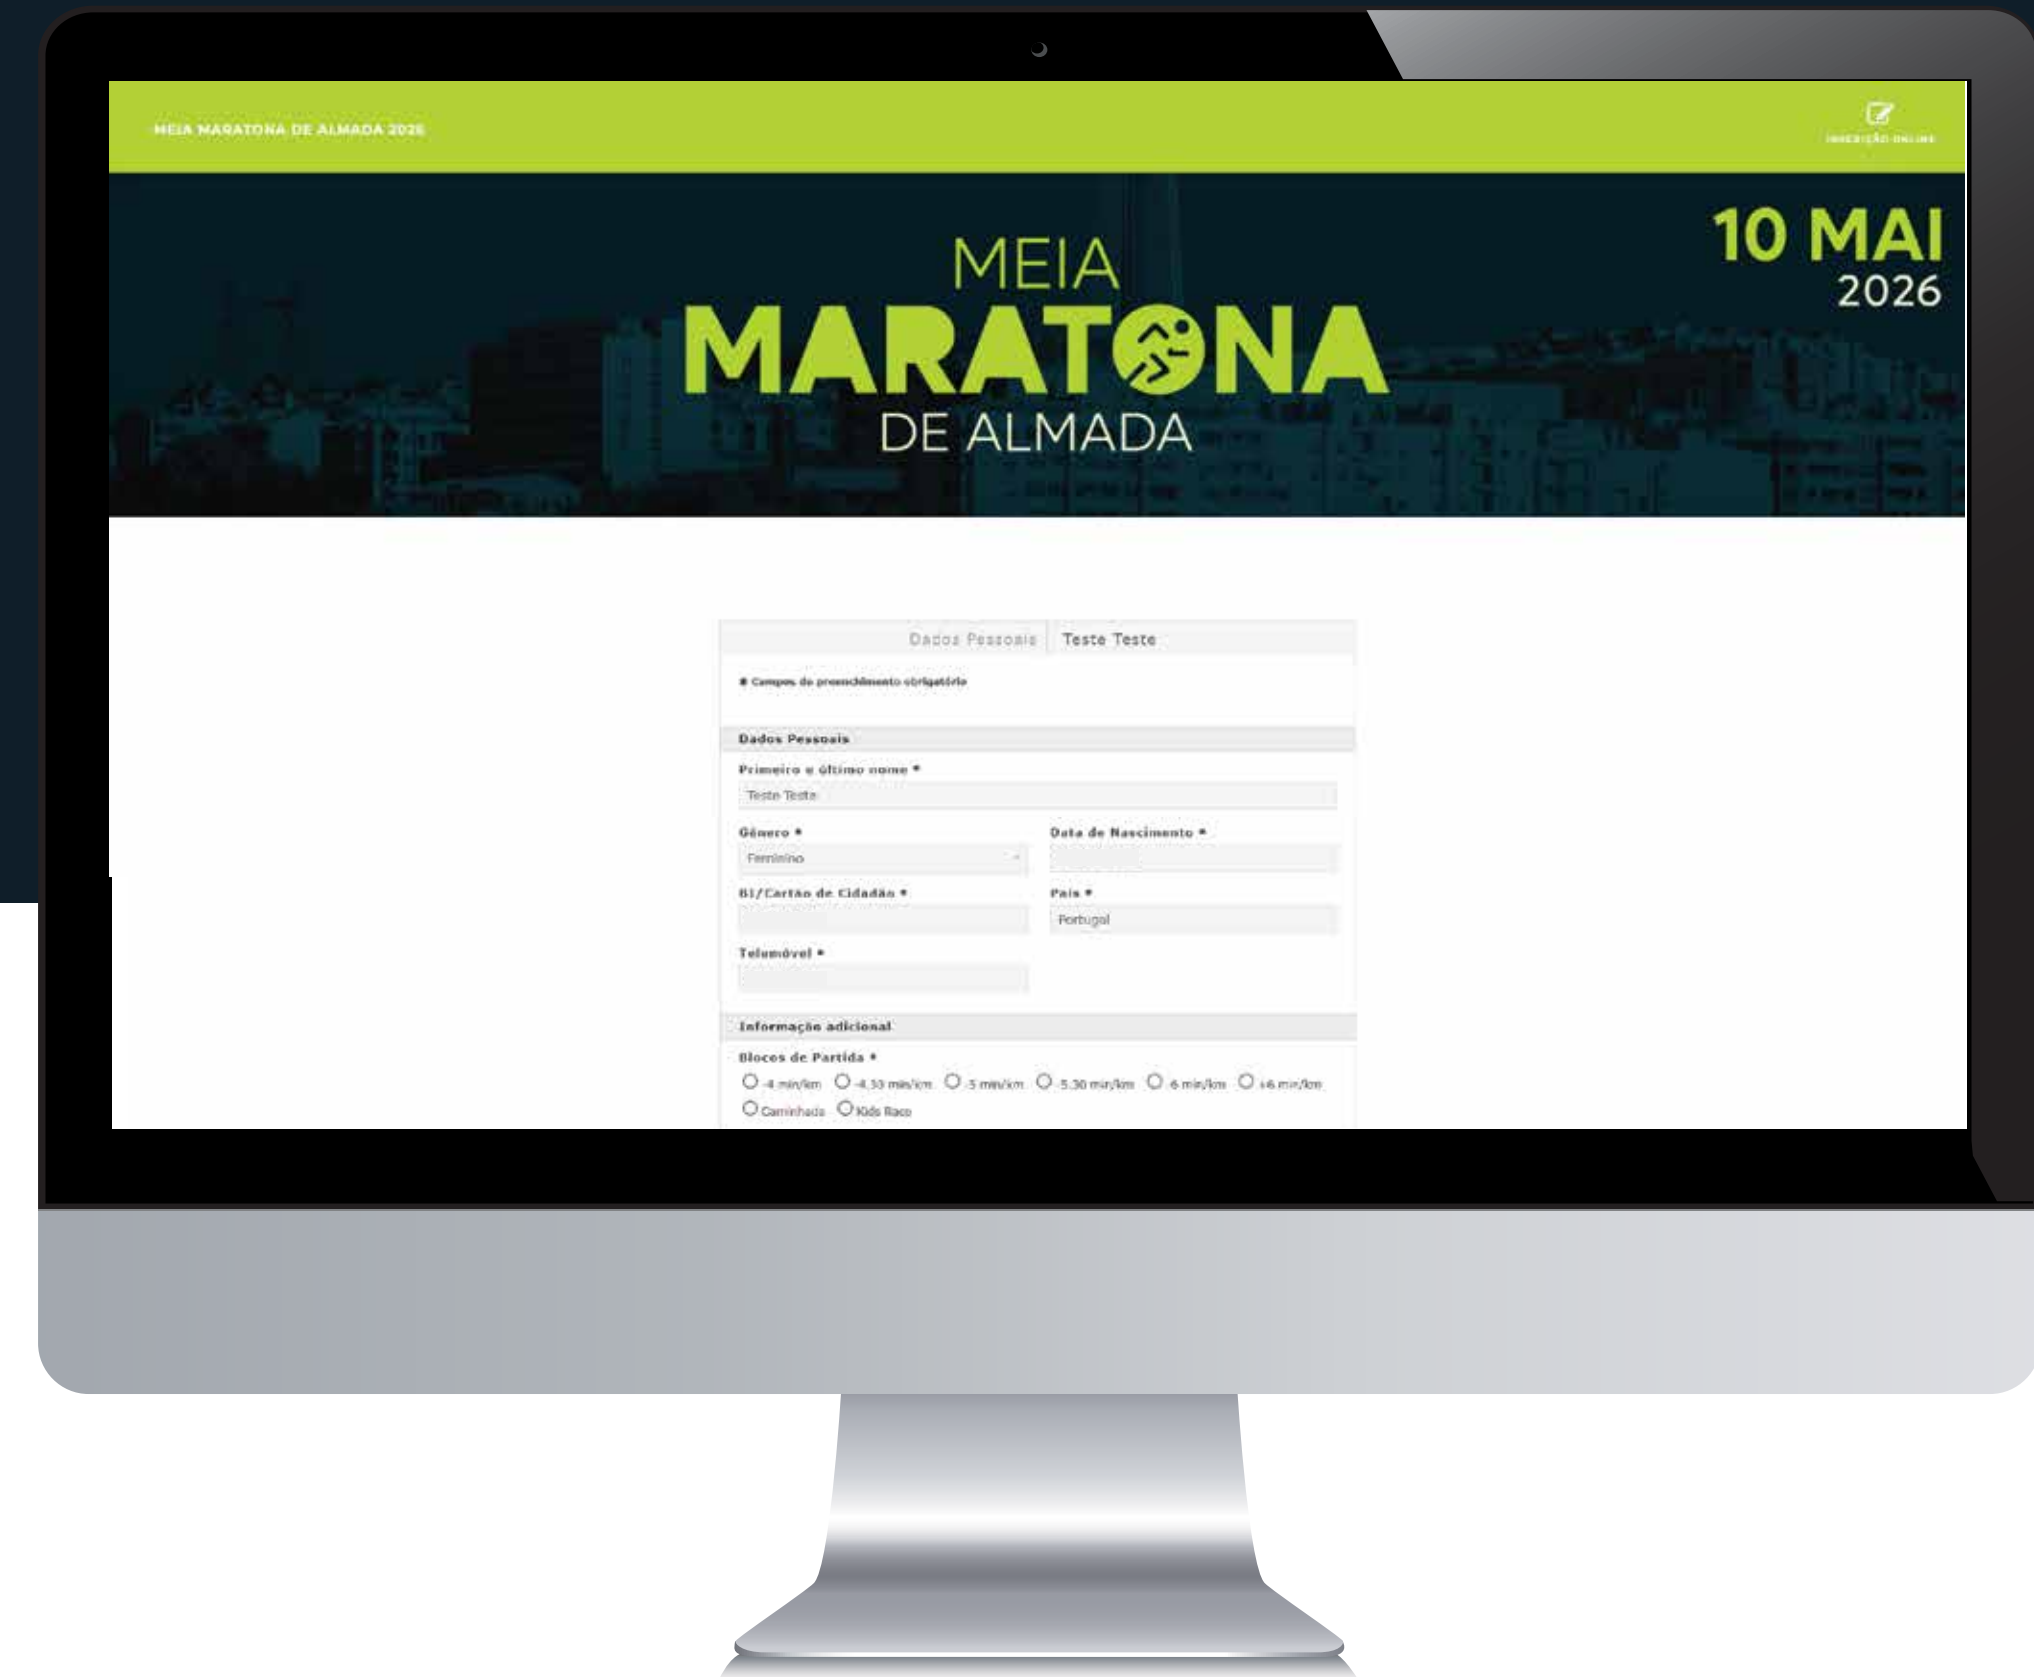 MEIA MARATONA DE ALMADA 2026
INSCRIÇÃO ONLINE
10 MAI
2026
MEIA
MARATONA
DE ALMADA
Dados Pessoais Teste Teste
* Campos de preenchimento obrigatório
Dados Pessoais
Primeiro e último nome *
Teste Teste
Género * Data de Nascimento *
Feminino
BI/Cartão de Cidadão * País *
Portugal
Telemóvel *
Informação adicional
Blocos de Partida *
-4 min/km -4.30 min/km -5 min/km -5.30 min/km -6 min/km +6 min/km
Caminhada Kids Race